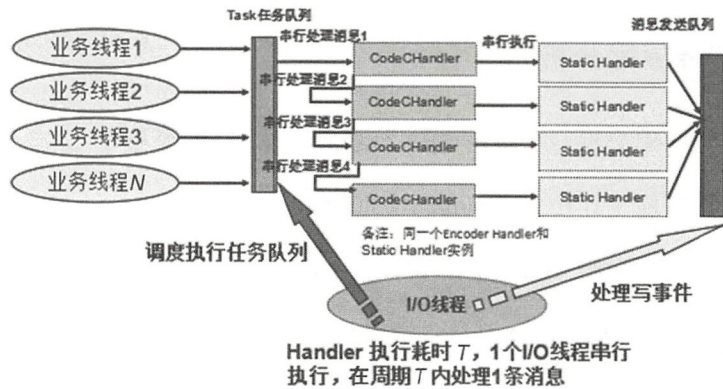 Task任务队列
消息发送队列
业务线程1
串行处理消息1
CodeCHandler
串行执行
Static Handler
业务线程2
串行处理消息2
CodeCHandler
Static Handler
业务线程3
串行处理消息3
CodeCHandler
Static Handler
业务线程N
串行处理消息4
CodeCHandler
Static Handler
备注：同一个Encoder Handler和
Static Handler实例
调度执行任务队列
I/O线程
处理写事件
Handler 执行耗时 T，1个I/O线程串行
执行，在周期T内处理1条消息